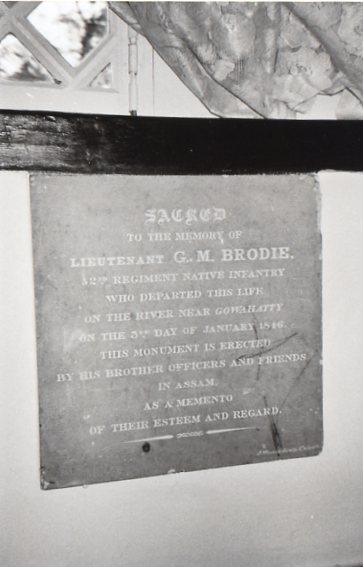 SACRED
TO THE MEMORY OF
LIEUTENANT G. M. BRODIE.
52ND REGIMENT NATIVE INFANTRY
WHO DEPARTED THIS LIFE
ON THE RIVER NEAR GOWAHATTY
ON THE 3RD DAY OF JANUARY 1846.
THIS MONUMENT IS ERECTED
BY HIS BROTHER OFFICERS AND FRIENDS
IN ASSAM.
AS A MEMENTO
OF THEIR ESTEEM AND REGARD.